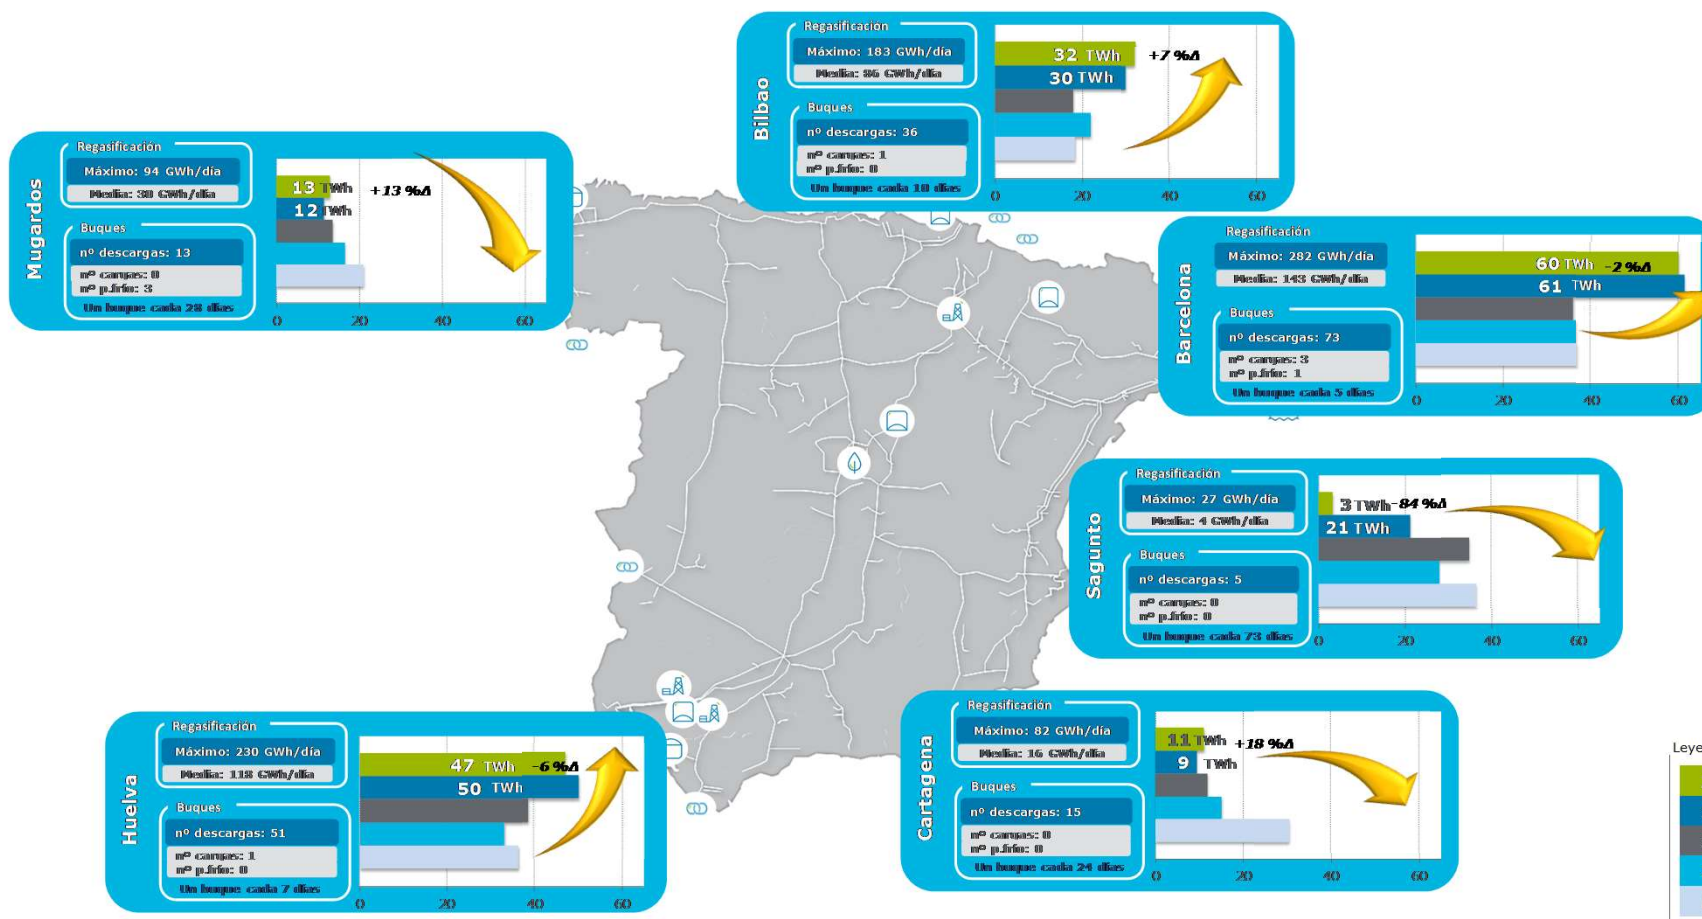 Bilbao
Regasificación
Máximo: 183 GWh/día
Media: 86 GWh/día
Buques
nº descargas: 36
nº cargas: 1
nº p.frío: 0
Un buque cada 10 días
32 TWh +7 %Δ
30 TWh
0 20 40 60
Mugardos
Regasificación
Máximo: 94 GWh/día
Media: 30 GWh/día
Buques
nº descargas: 13
nº cargas: 0
nº p.frío: 3
Un buque cada 28 días
13 TWh +13 %Δ
12 TWh
0 20 40 60
Barcelona
Regasificación
Máximo: 282 GWh/día
Media: 143 GWh/día
Buques
nº descargas: 73
nº cargas: 3
nº p.frío: 1
Un buque cada 5 días
60 TWh -2 %Δ
61 TWh
0 20 40 60
Sagunto
Regasificación
Máximo: 27 GWh/día
Media: 4 GWh/día
Buques
nº descargas: 5
nº cargas: 0
nº p.frío: 0
Un buque cada 73 días
3 TWh -84 %Δ
21 TWh
0 20 40 60
Cartagena
Regasificación
Máximo: 82 GWh/día
Media: 16 GWh/día
Buques
nº descargas: 15
nº cargas: 0
nº p.frío: 0
Un buque cada 24 días
11 TWh +18 %Δ
9 TWh
0 20 40 60
Huelva
Regasificación
Máximo: 230 GWh/día
Media: 118 GWh/día
Buques
nº descargas: 51
nº cargas: 1
nº p.frío: 0
Un buque cada 7 días
47 TWh -6 %Δ
50 TWh
0 20 40 60
Leye